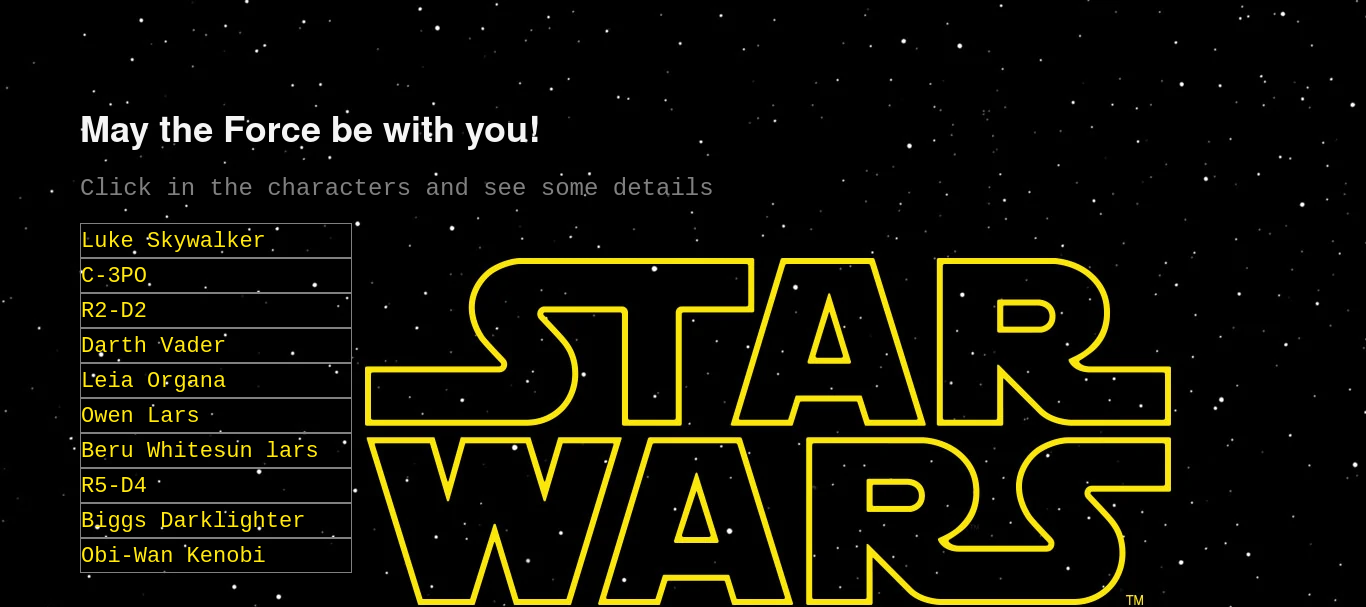 May the Force be with you!
Click in the characters and see some details
Luke Skywalker
C-3PO
R2-D2
Darth Vader
Leia Organa
Owen Lars
Beru Whitesun lars
R5-D4
Biggs Darklighter
Obi-Wan Kenobi
STAR
WARS
TM